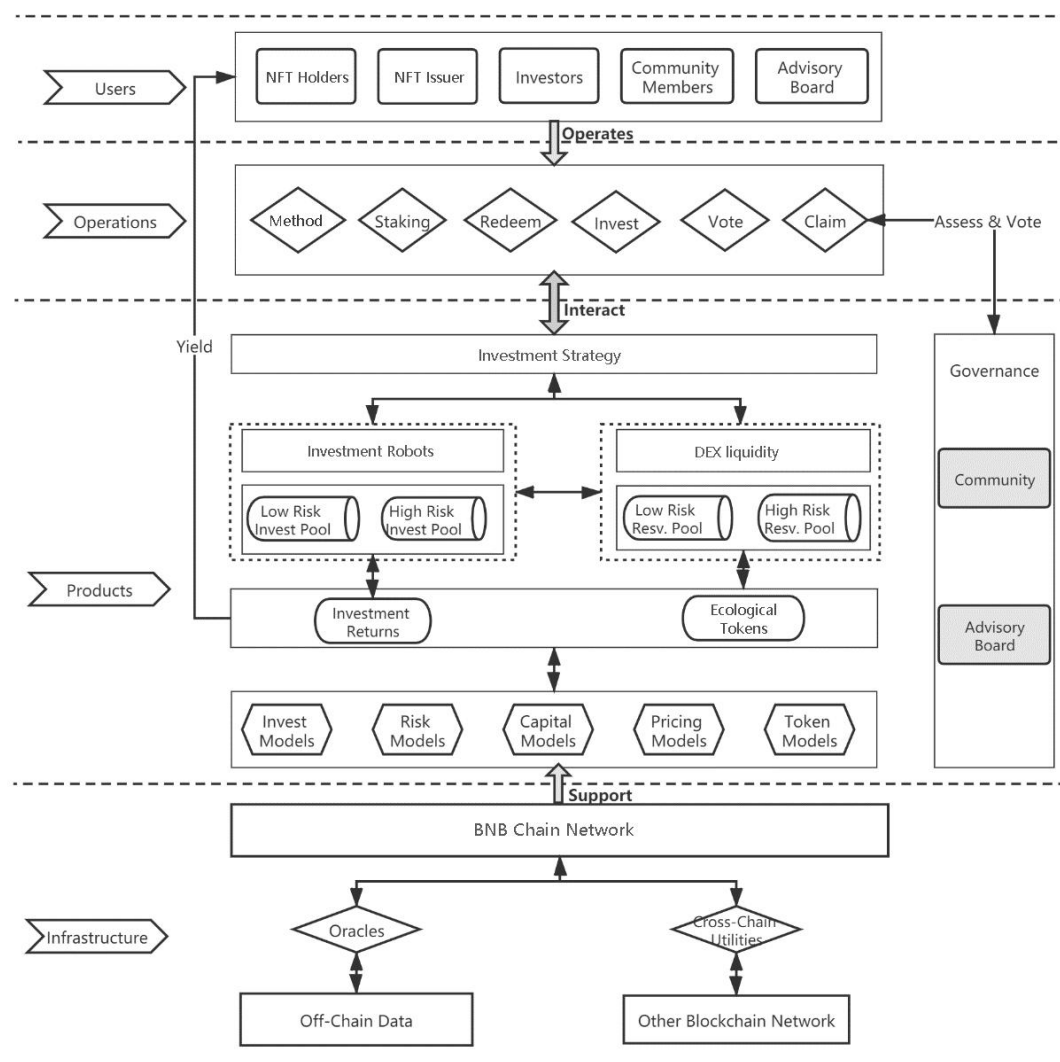 Users
NFT Holders
NFT Issuer
Investors
Community
Members
Advisory
Board
Operates
Operations
Method
Staking
Redeem
Invest
Vote
Claim
Assess & Vote
Interact
Yield
Investment Strategy
Governance
Investment Robots
DEX liquidity
Community
Low Risk
Invest Pool
High Risk
Invest Pool
Low Risk
Resv. Pool
High Risk
Resv. Pool
Products
Investment
Returns
Ecological
Tokens
Advisory
Board
Invest
Models
Risk
Models
Capital
Models
Pricing
Models
Token
Models
Support
BNB Chain Network
Infrastructure
Oracles
Cross-Chain
Utilities
Off-Chain Data
Other Blockchain Network